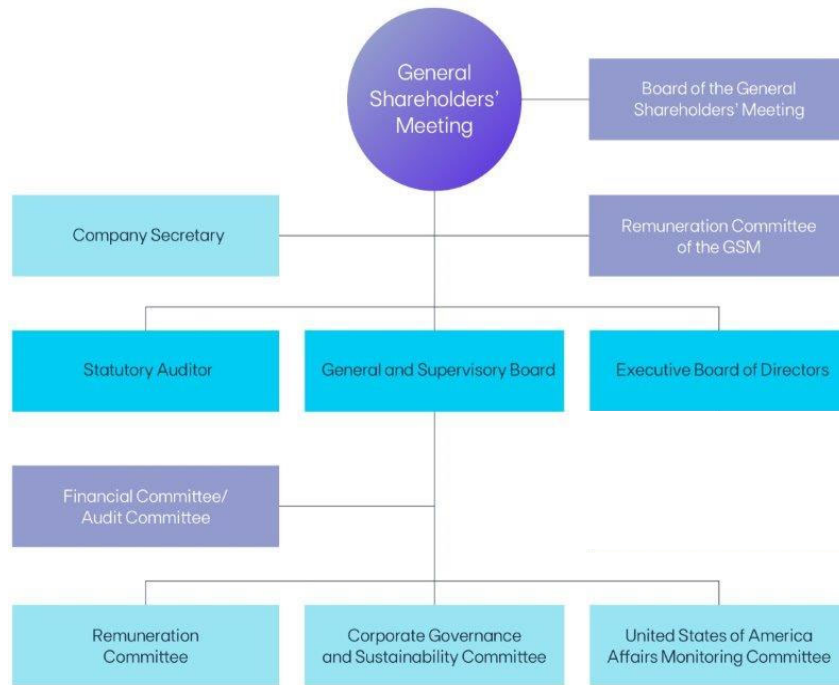 General
Shareholders'
Meeting
Board of the General
Shareholders' Meeting
Company Secretary
Remuneration Committee
of the GSM
Statutory Auditor
General and Supervisory Board
Executive Board of Directors
Financial Committee/
Audit Committee
Remuneration
Committee
Corporate Governance
and Sustainability Committee
United States of America
Affairs Monitoring Committee